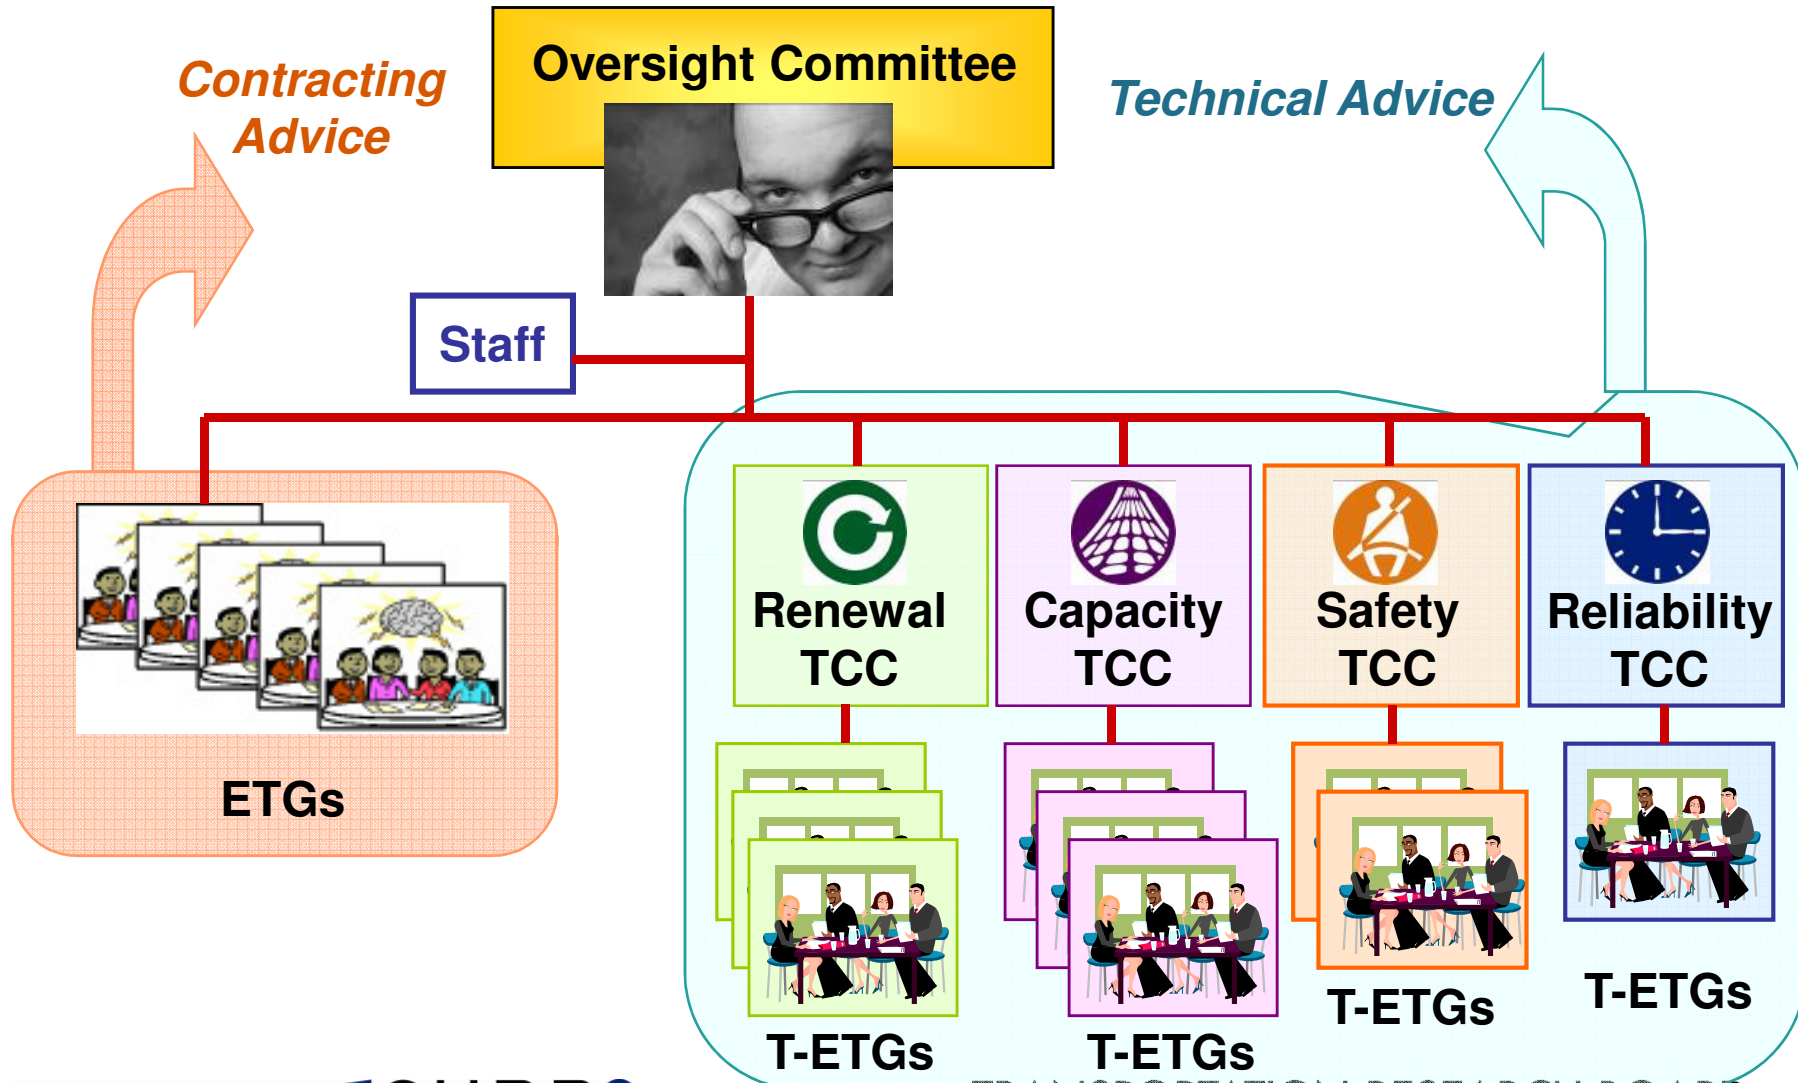 Oversight Committee
Contracting
Advice
Technical Advice
Staff
ETGs
Renewal
TCC
Capacity
TCC
Safety
TCC
Reliability
TCC
T-ETGs
T-ETGs
T-ETGs
T-ETGs